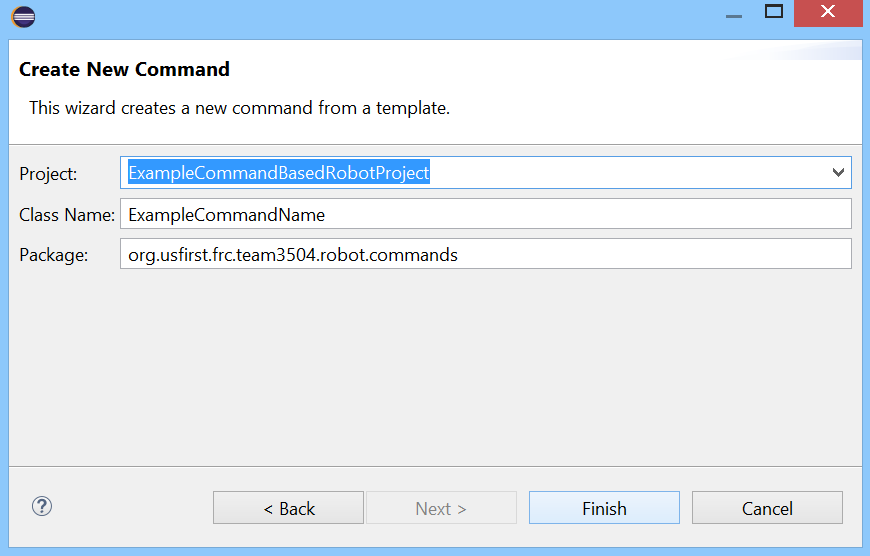 Create New Command
This wizard creates a new command from a template.
Project: ExampleCommandBasedRobotProject
Class Name: ExampleCommandName
Package: org.usfirst.frc.team3504.robot.commands
? < Back Next > Finish Cancel